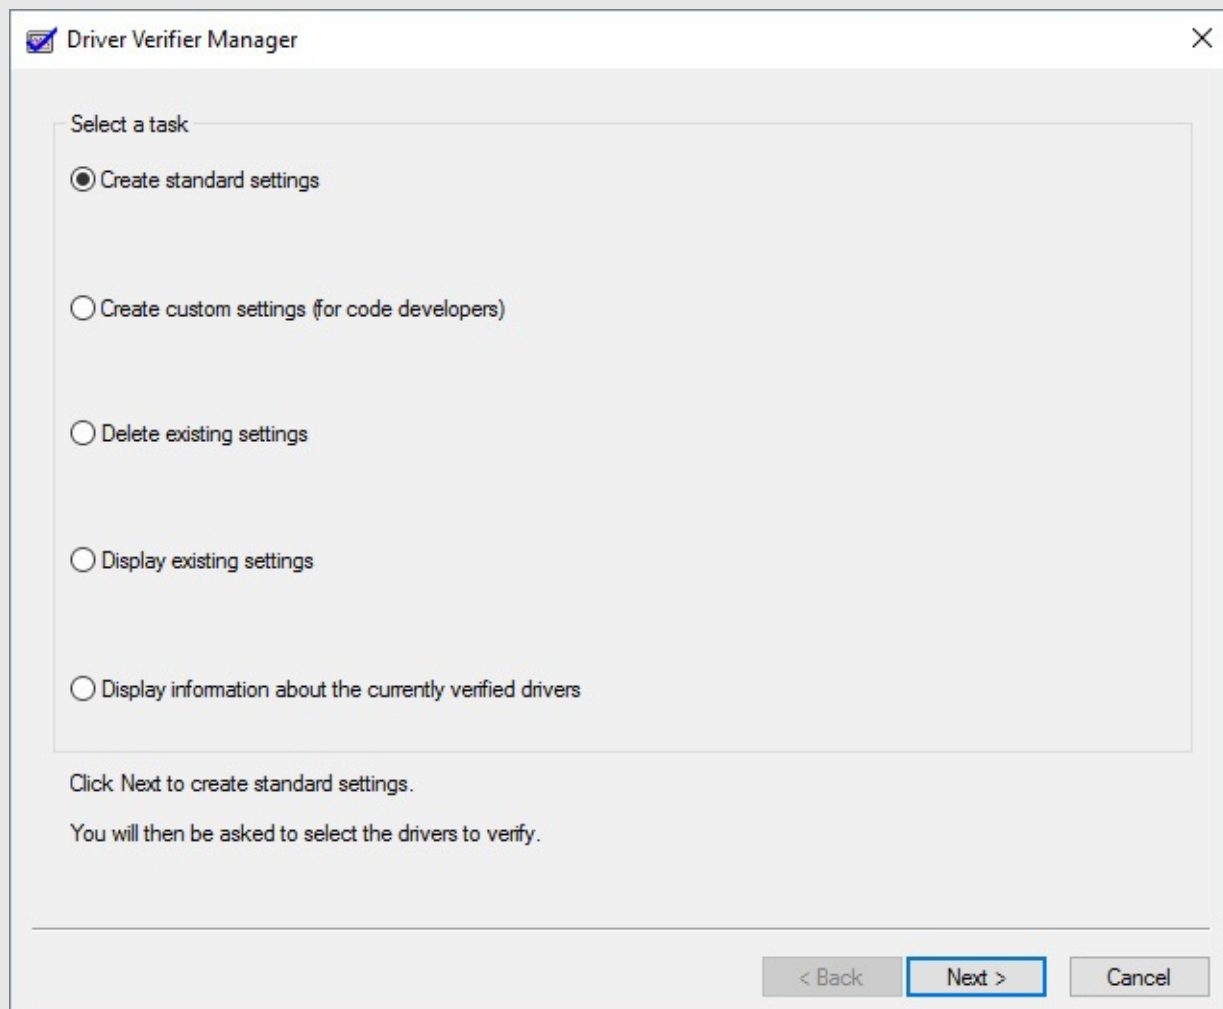 Driver Verifier Manager
Select a task
Create standard settings
Create custom settings (for code developers)
Delete existing settings
Display existing settings
Display information about the currently verified drivers
Click Next to create standard settings.
You will then be asked to select the drivers to verify.
< Back Next > Cancel